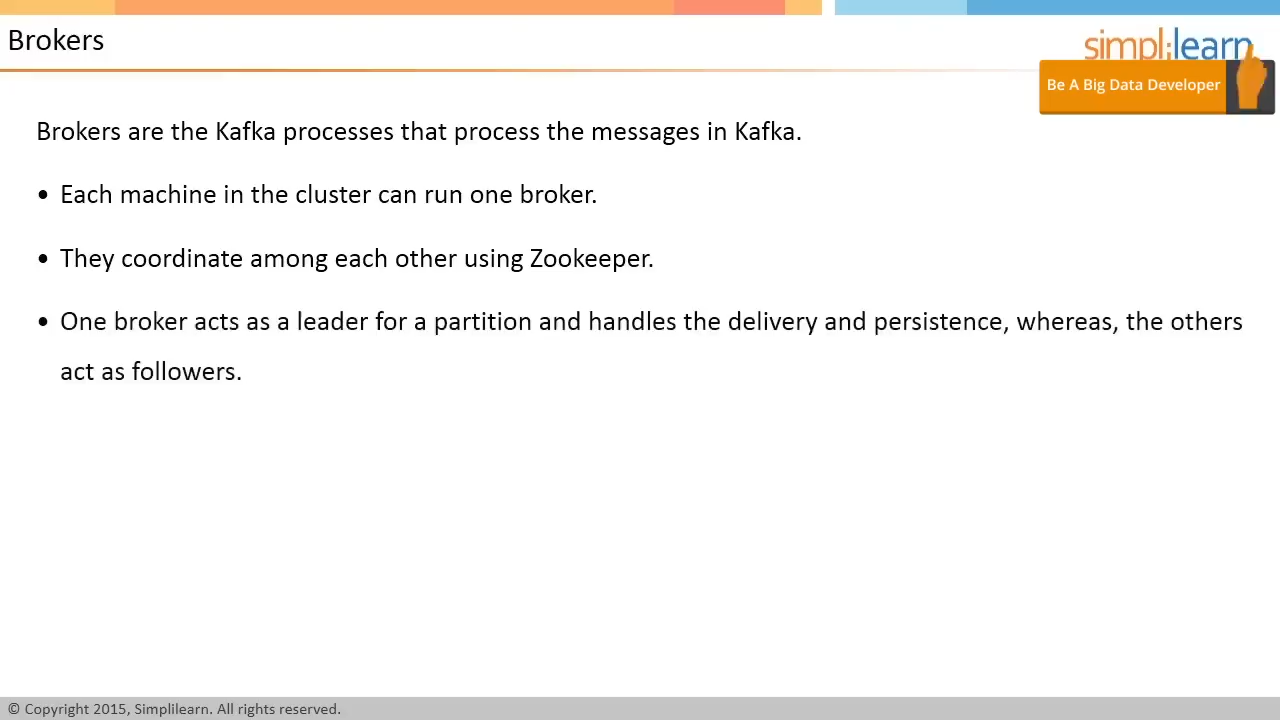 Brokers
simpl;learn
Be A Big Data Developer
Brokers are the Kafka processes that process the messages in Kafka.
• Each machine in the cluster can run one broker.
• They coordinate among each other using Zookeeper.
• One broker acts as a leader for a partition and handles the delivery and persistence, whereas, the others
act as followers.
© Copyright 2015, Simplilearn. All rights reserved.